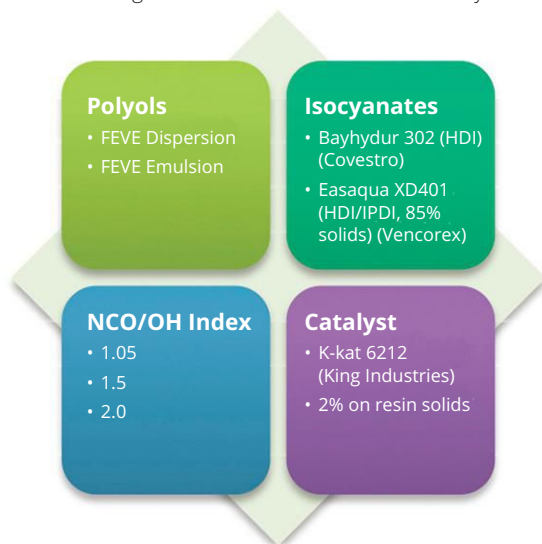 Polyols
• FEVE Dispersion
• FEVE Emulsion
Isocyanates
• Bayhydur 302 (HDI)
(Covestro)
• Easaqua XD401
(HDI/IPDI, 85%
solids) (Vencorex)
NCO/OH Index
• 1.05
• 1.5
• 2.0
Catalyst
• K-kat 6212
(King Industries)
• 2% on resin solids